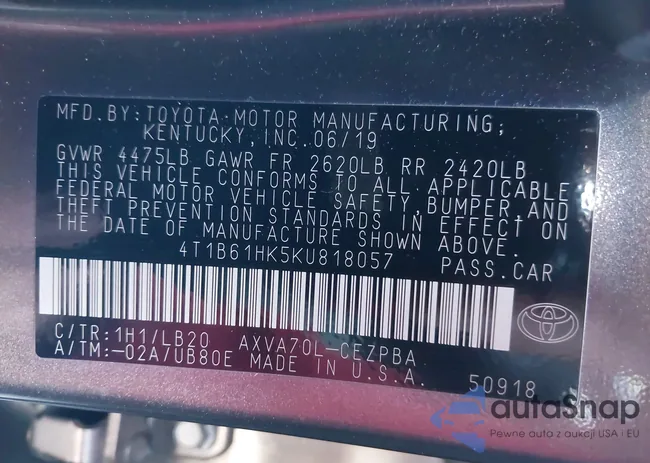 MFD. BY: TOYOTA MOTOR MANUFACTURING,
KENTUCKY, INC. 06/19
GVWR 4475LB GAWR FR 2620LB RR 2420LB
THIS VEHICLE CONFORMS TO ALL APPLICABLE
FEDERAL MOTOR VEHICLE SAFETY, BUMPER, AND
THEFT PREVENTION STANDARDS IN EFFECT ON
THE DATE OF MANUFACTURE SHOWN ABOVE.
4T1B61HK5KU818057 PASS. CAR
C/TR: 1H1/LB20 AXVA70L-CEZPBA
A/TM: -02A/UB80E MADE IN U.S.A. 50918
autaSnap
Pewne auto z aukcji USA i EU